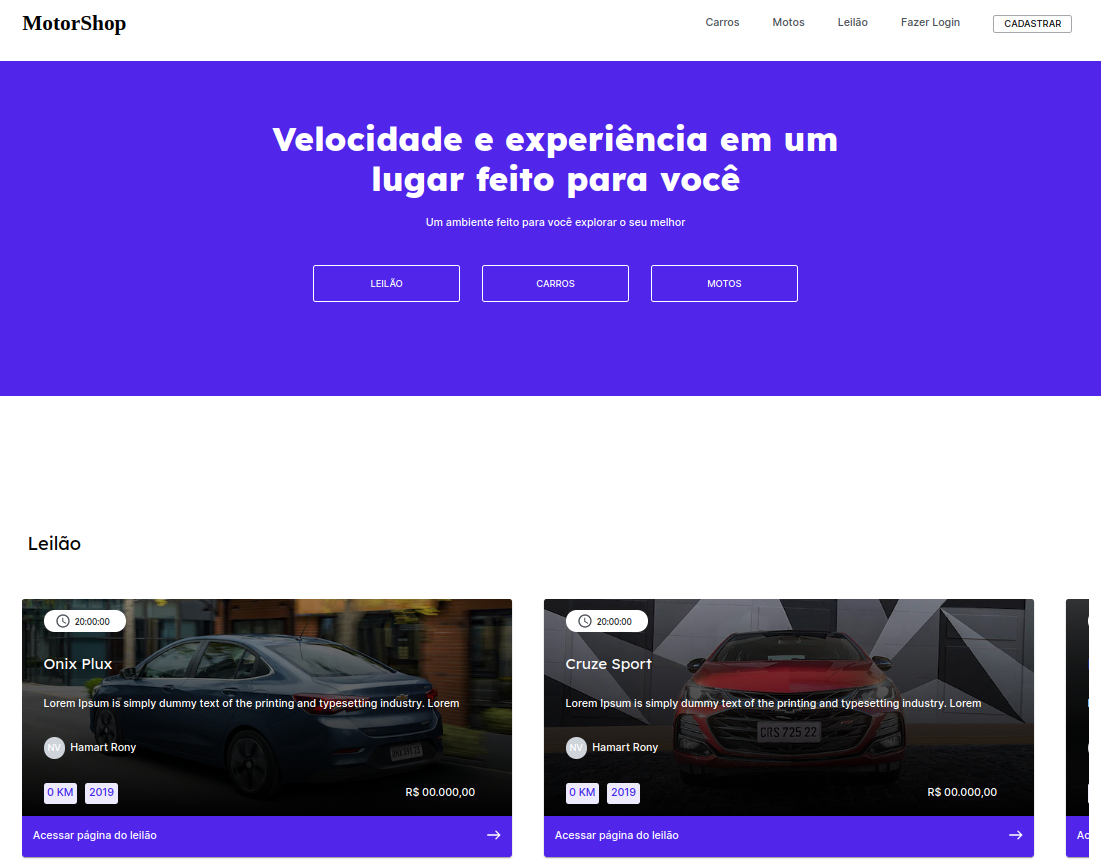 MotorShop
Carros Motos Leilão Fazer Login CADASTRAR
Velocidade e experiência em um
lugar feito para você
Um ambiente feito para você explorar o seu melhor
LEILÃO CARROS MOTOS
Leilão
20:00:00
Onix Plux
Lorem Ipsum is simply dummy text of the printing and typesetting industry. Lorem
NV Hamart Rony
0 KM 2019 R$ 00.000,00
Acessar página do leilão
20:00:00
Cruze Sport
Lorem Ipsum is simply dummy text of the printing and typesetting industry. Lorem
CRS 725 22
NV Hamart Rony
0 KM 2019 R$ 00.000,00
Acessar página do leilão
Ac